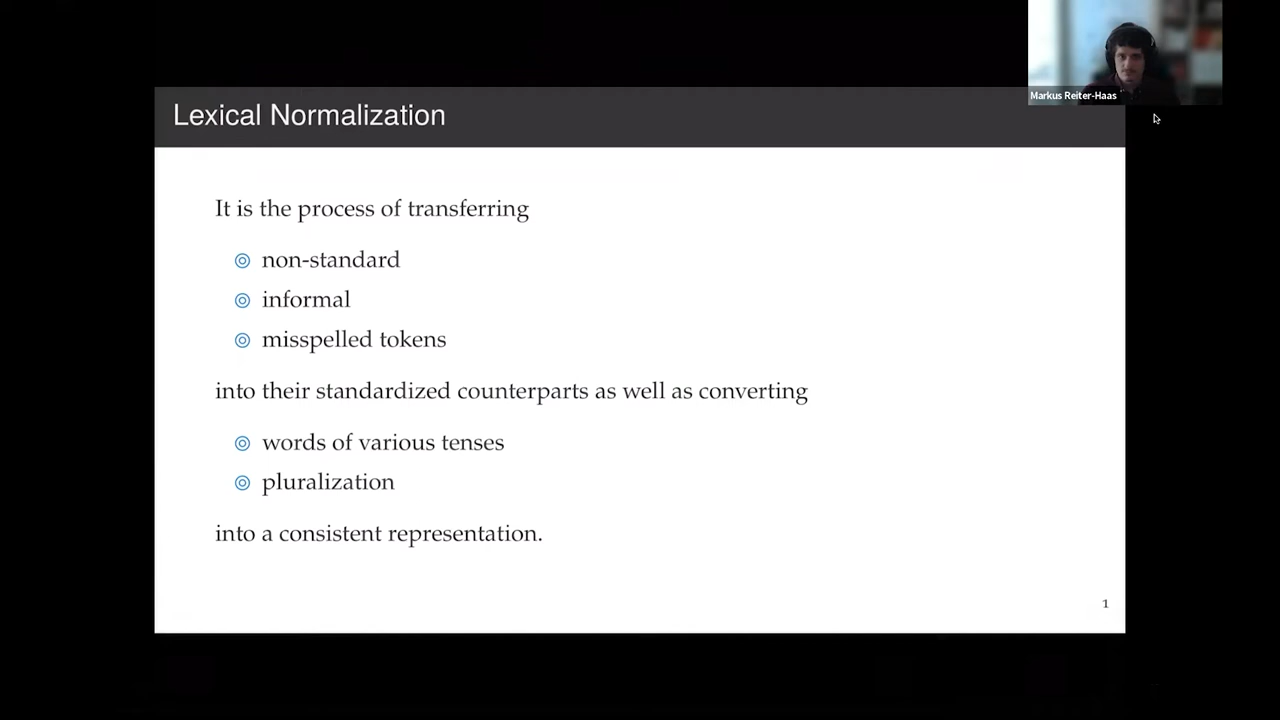 Markus Reiter-Haas
Lexical Normalization
It is the process of transferring
non-standard
informal
misspelled tokens
into their standardized counterparts as well as converting
words of various tenses
pluralization
into a consistent representation.
1